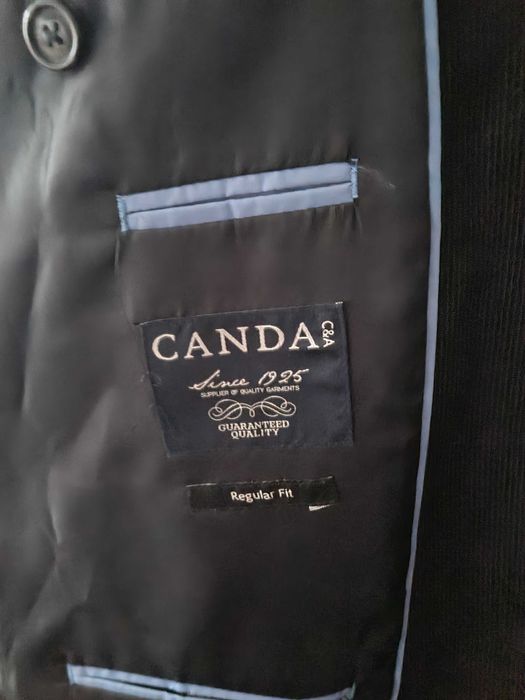 CANDA C&A
Since 1925
SUPPLIER OF QUALITY GARMENTS
GUARANTEED
QUALITY
Regular Fit